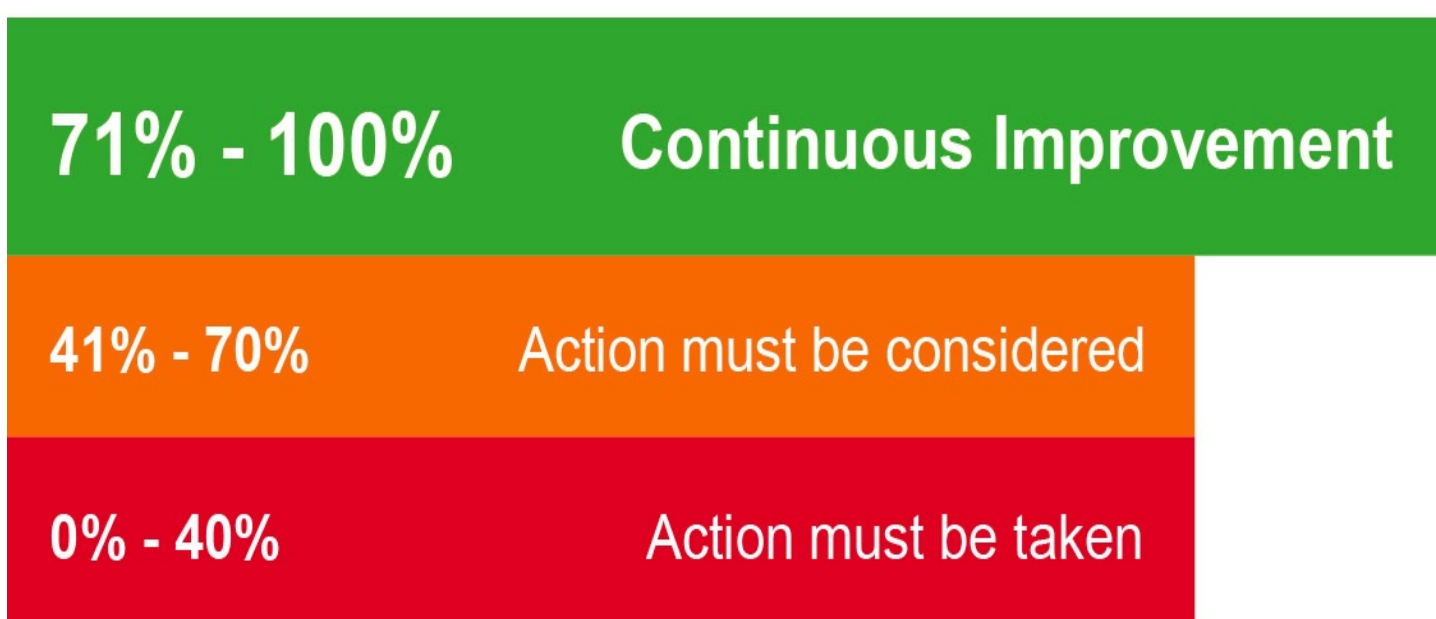 71% - 100% Continuous Improvement
41% - 70% Action must be considered
0% - 40% Action must be taken